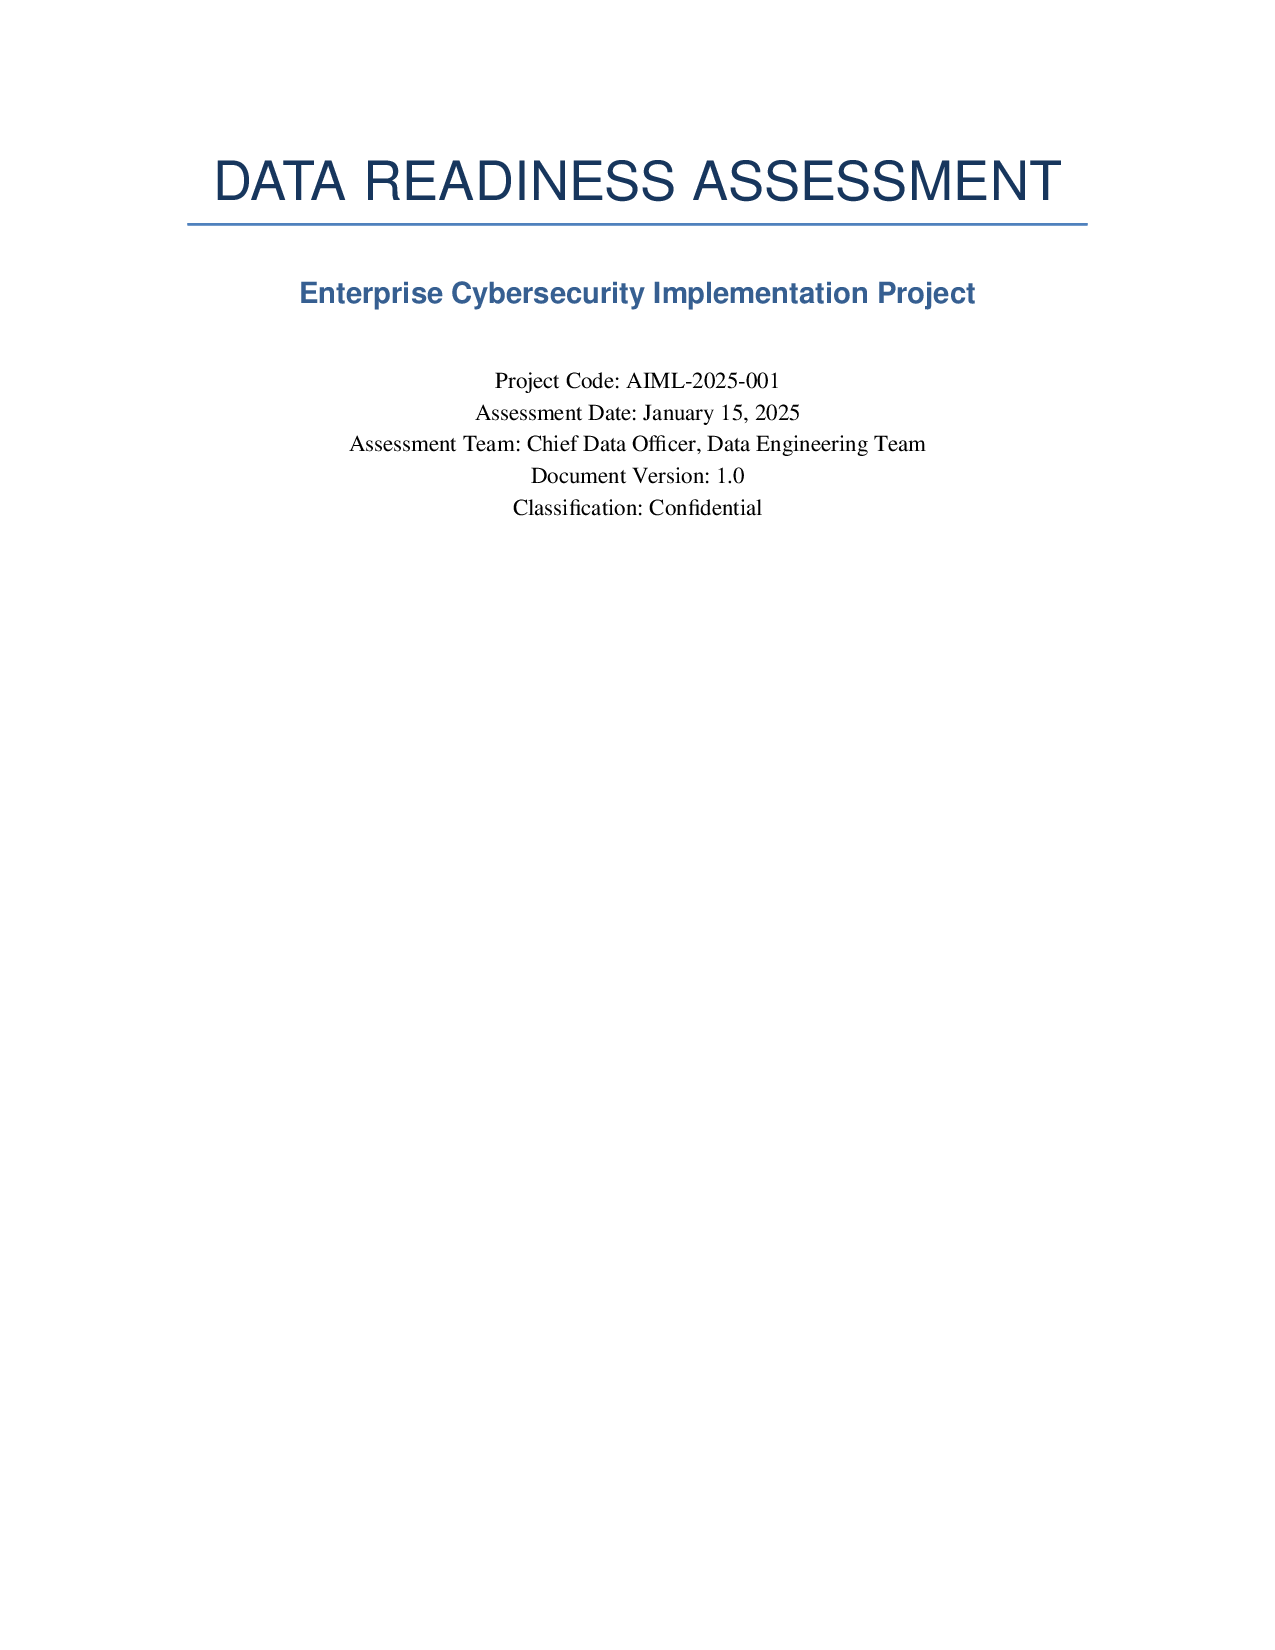 DATA READINESS ASSESSMENT
Enterprise Cybersecurity Implementation Project
Project Code: AIML-2025-001
Assessment Date: January 15, 2025
Assessment Team: Chief Data Officer, Data Engineering Team
Document Version: 1.0
Classification: Confidential